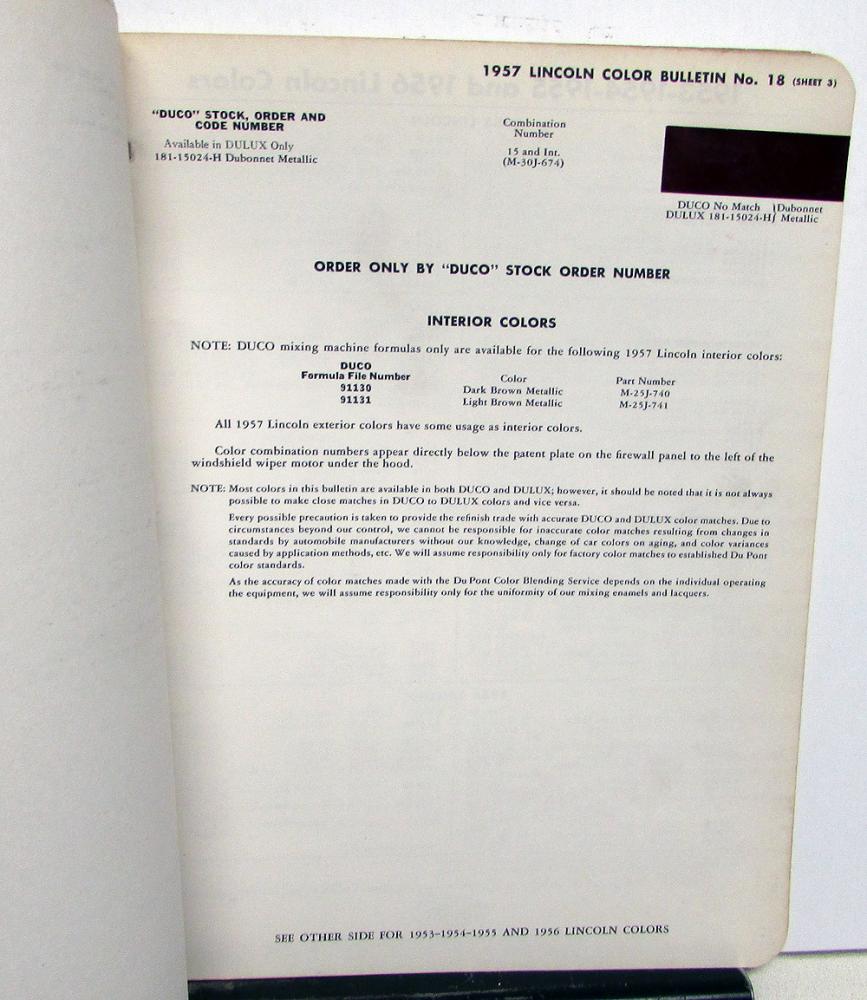 1957 LINCOLN COLOR BULLETIN No. 18 (SHEET 3)
"DUCO" STOCK, ORDER AND
CODE NUMBER
Available in DULUX Only
181-15024-H Dubonnet Metallic
Combination
Number
15 and Int.
(M-30J-674)
DUCO No Match } Dubonnet
DULUX 181-15024-H } Metallic
ORDER ONLY BY "DUCO" STOCK ORDER NUMBER
INTERIOR COLORS
NOTE: DUCO mixing machine formulas only are available for the following 1957 Lincoln interior colors:
DUCO
Formula File Number Color Part Number
91130 Dark Brown Metallic M-25J-740
91131 Light Brown Metallic M-25J-741
All 1957 Lincoln exterior colors have some usage as interior colors.
Color combination numbers appear directly below the patent plate on the firewall panel to the left of the
windshield wiper motor under the hood.
NOTE: Most colors in this bulletin are available in both DUCO and DULUX; however, it should be noted that it is not always
possible to make close matches in DUCO to DULUX colors and vice versa.
Every possible precaution is taken to provide the refinish trade with accurate DUCO and DULUX color matches. Due to
circumstances beyond our control, we cannot be responsible for inaccurate color matches resulting from changes in
standards by automobile manufacturers without our knowledge, change of car colors on aging, and color variances
caused by application methods, etc. We will assume responsibility only for factory color matches to established Du Pont
color standards.
As the accuracy of color matches made with the Du Pont Color Blending Service depends on the individual operating
the equipment, we will assume responsibility only for the uniformity of our mixing enamels and lacquers.
SEE OTHER SIDE FOR 1953-1954-1955 AND 1956 LINCOLN COLORS